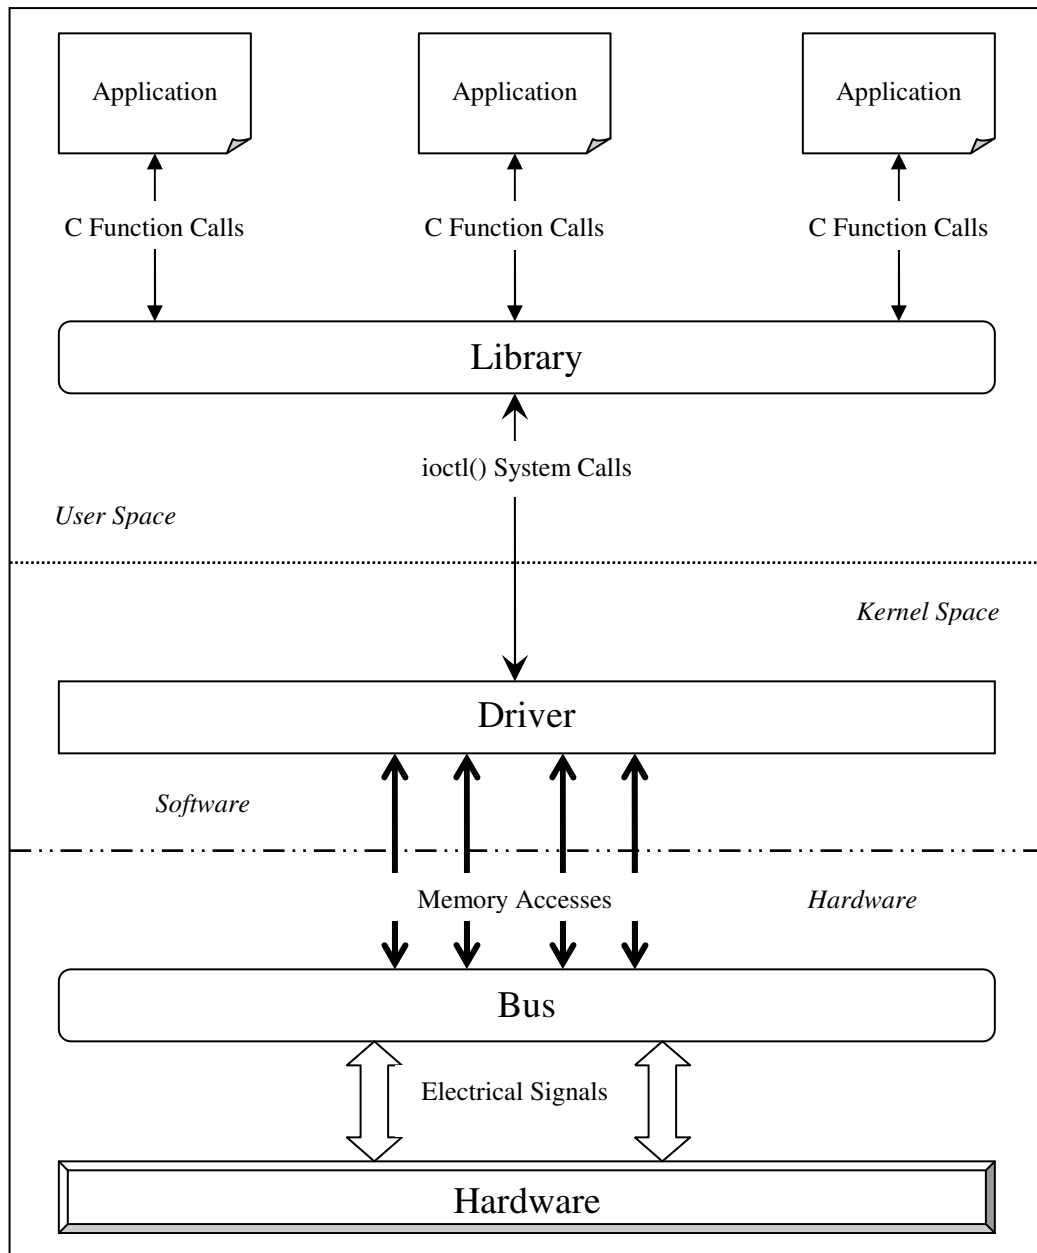 Application
Application
Application
C Function Calls
C Function Calls
C Function Calls
Library
ioctl() System Calls
User Space
Kernel Space
Driver
Software
Memory Accesses
Hardware
Bus
Electrical Signals
Hardware